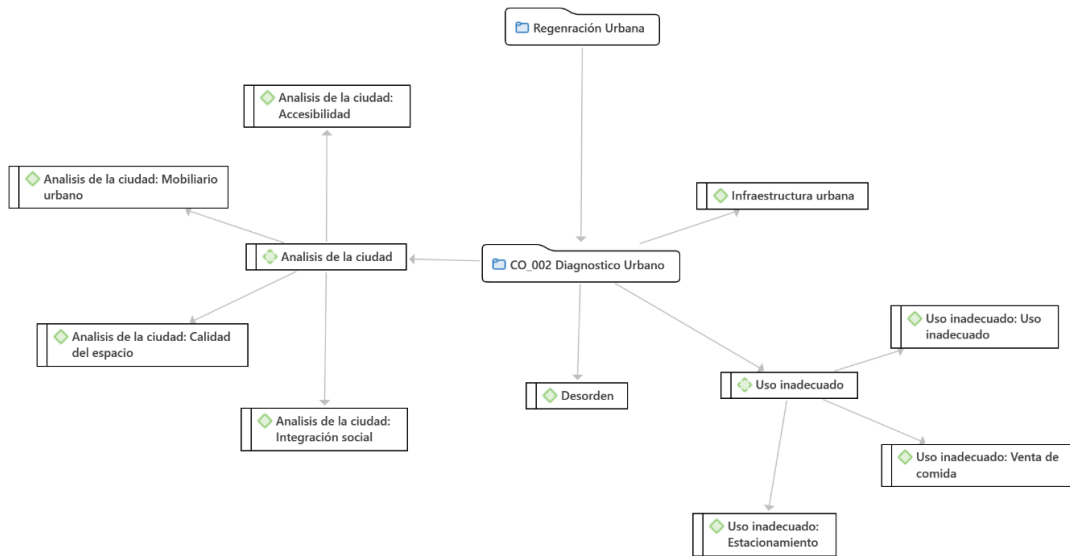 Regenración Urbana
Analisis de la ciudad:
Accesibilidad
Analisis de la ciudad: Mobiliario
urbano
Infraestructura urbana
Analisis de la ciudad
CO_002 Diagnostico Urbano
Analisis de la ciudad: Calidad
del espacio
Uso inadecuado: Uso
inadecuado
Uso inadecuado
Desorden
Analisis de la ciudad:
Integración social
Uso inadecuado: Venta de
comida
Uso inadecuado:
Estacionamiento